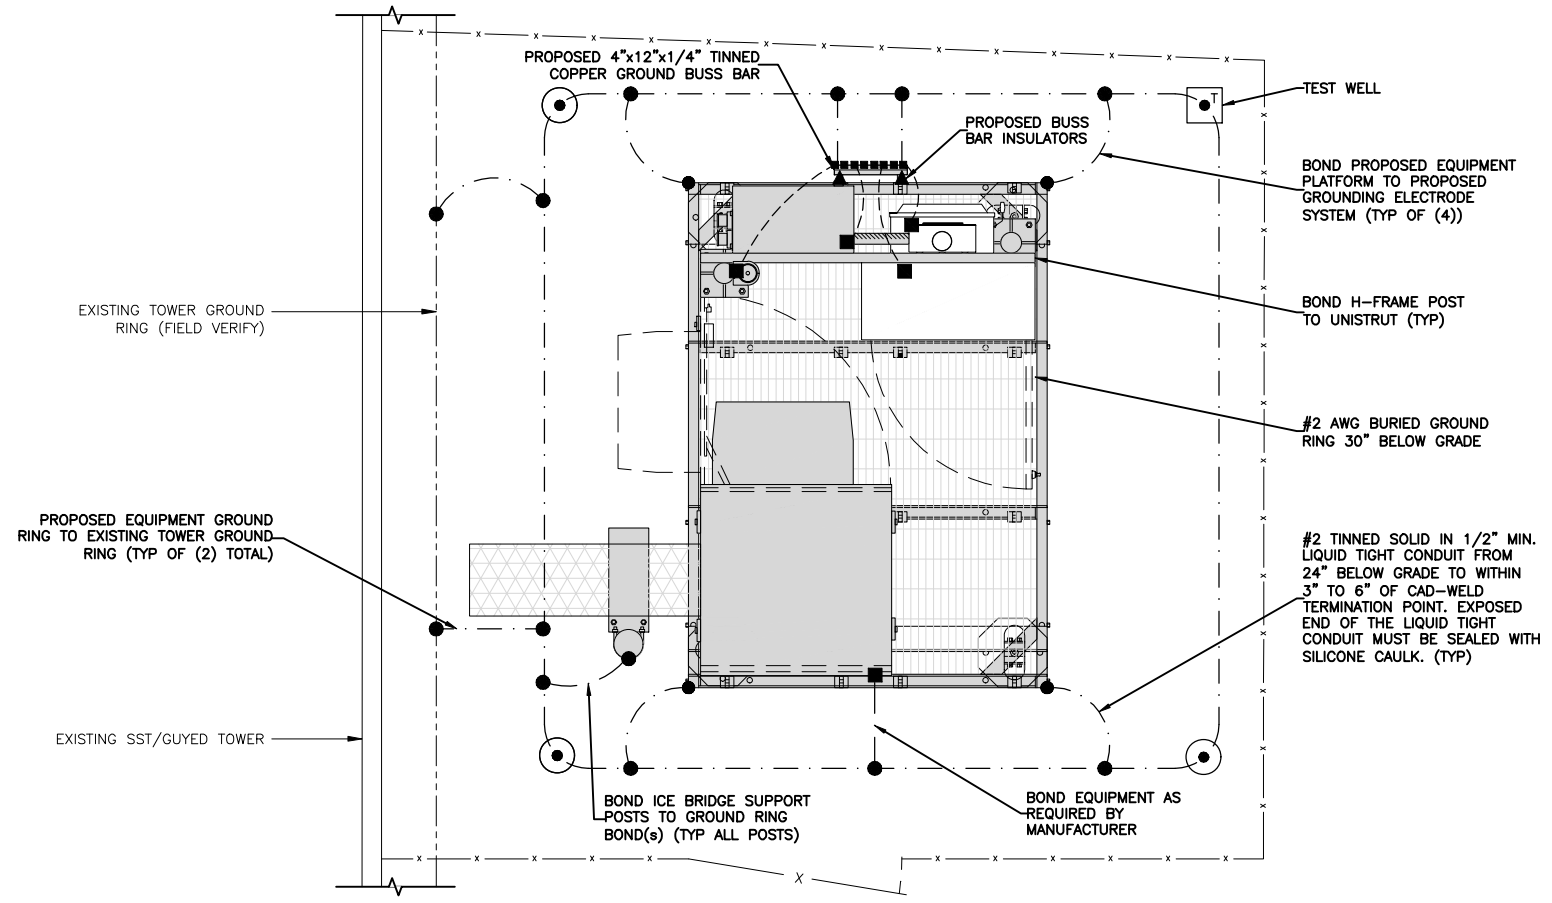 PROPOSED 4"x12"x1/4" TINNED
COPPER GROUND BUSS BAR
T
TEST WELL
PROPOSED BUSS
BAR INSULATORS
BOND PROPOSED EQUIPMENT
PLATFORM TO PROPOSED
GROUNDING ELECTRODE
SYSTEM (TYP OF (4))
EXISTING TOWER GROUND
RING (FIELD VERIFY)
BOND H-FRAME POST
TO UNISTRUT (TYP)
#2 AWG BURIED GROUND
RING 30" BELOW GRADE
PROPOSED EQUIPMENT GROUND
RING TO EXISTING TOWER GROUND
RING (TYP OF (2) TOTAL)
#2 TINNED SOLID IN 1/2" MIN.
LIQUID TIGHT CONDUIT FROM
24" BELOW GRADE TO WITHIN
3" TO 6" OF CAD-WELD
TERMINATION POINT. EXPOSED
END OF THE LIQUID TIGHT
CONDUIT MUST BE SEALED WITH
SILICONE CAULK. (TYP)
EXISTING SST/GUYED TOWER
BOND ICE BRIDGE SUPPORT
POSTS TO GROUND RING
BOND(s) (TYP ALL POSTS)
BOND EQUIPMENT AS
REQUIRED BY
MANUFACTURER
X